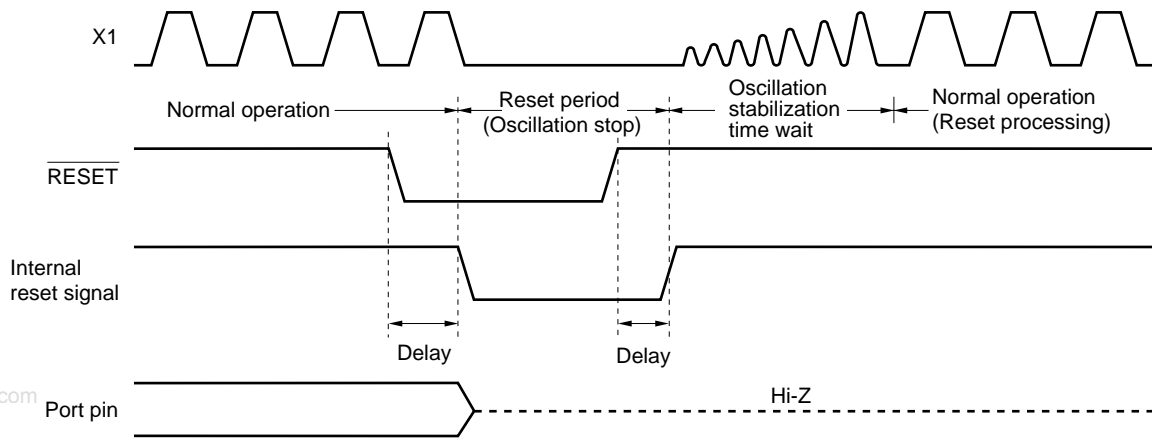 X1
Normal operation
Reset period
(Oscillation stop)
Oscillation
stabilization
time wait
Normal operation
(Reset processing)
RESET
Internal
reset signal
Delay
Delay
Hi-Z
com
Port pin